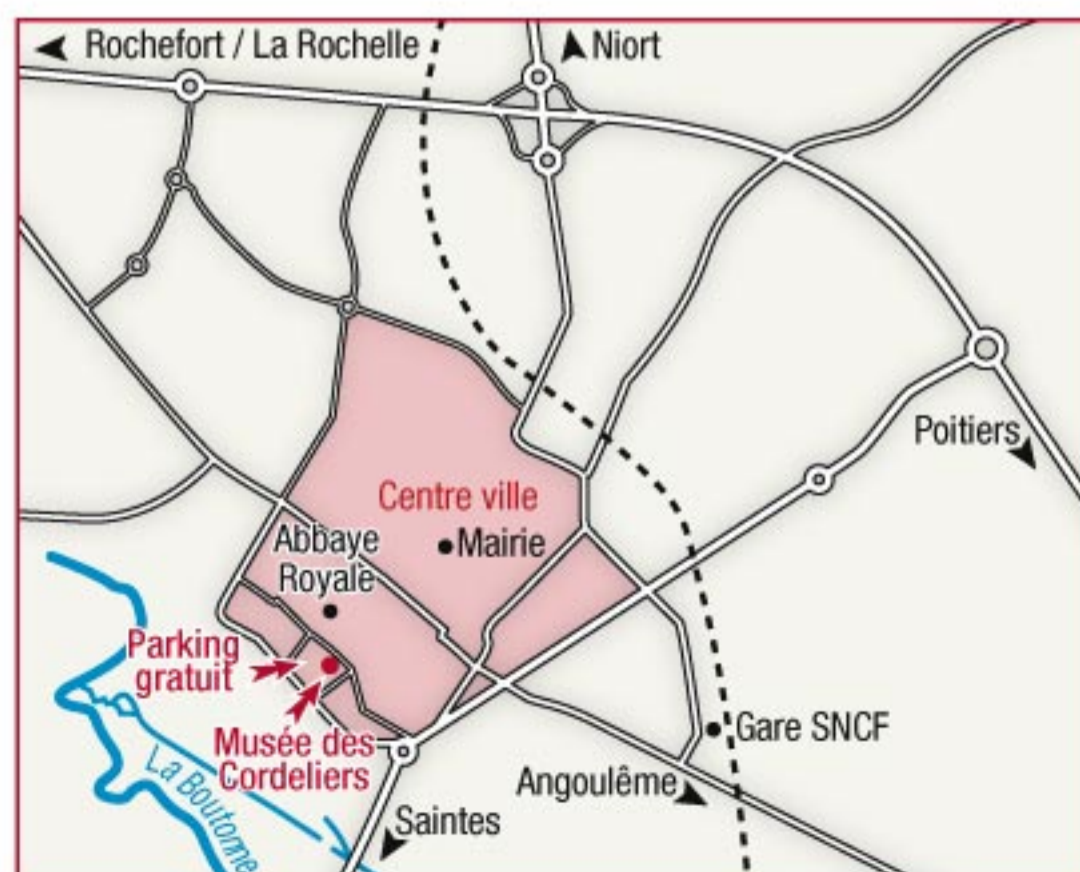 Rochefort / La Rochelle
Niort
Poitiers
Centre ville
Mairie
Abbaye
Royale
Parking
gratuit
Musée des
Cordeliers
Gare SNCF
Angoulême
Saintes
La Boutonne